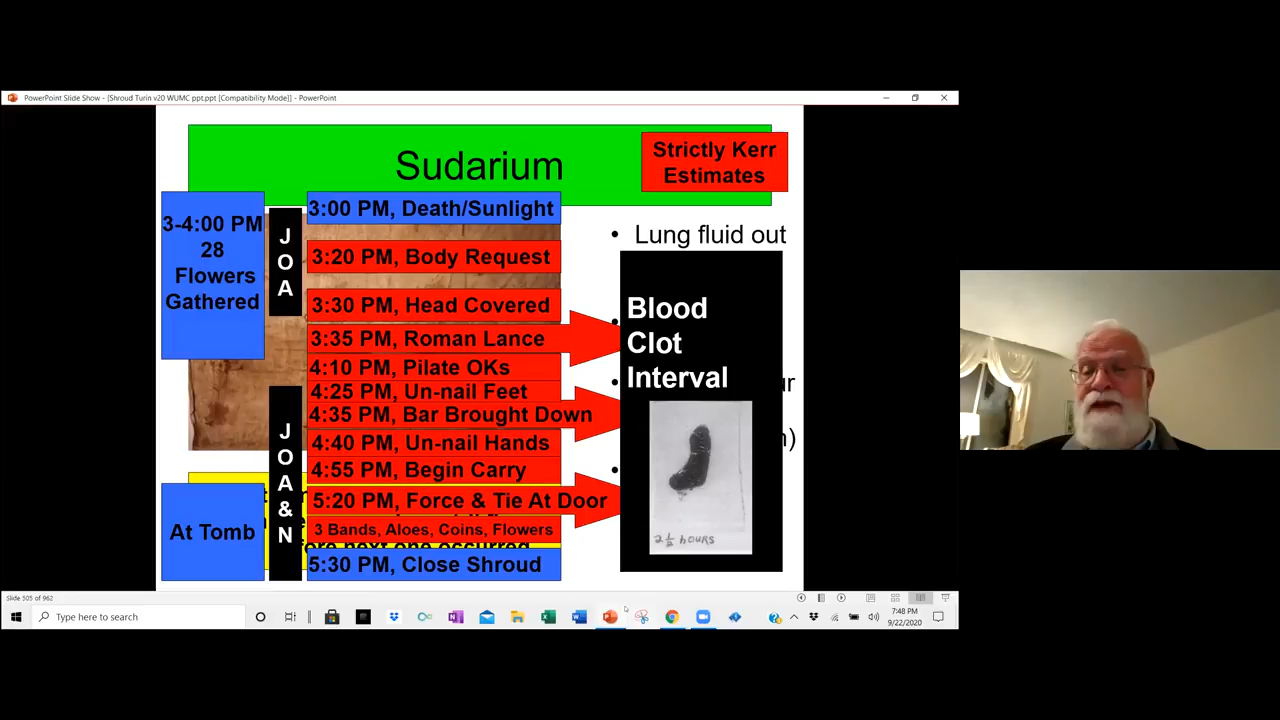 PowerPoint Slide Show - [Shroud Turin v20 WUMC ppt.ppt [Compatibility Mode]] - PowerPoint
Sudarium
Strictly Kerr
Estimates
3-4:00 PM
28
Flowers
Gathered
J
O
A
3:00 PM, Death/Sunlight
3:20 PM, Body Request
3:30 PM, Head Covered
3:35 PM, Roman Lance
4:10 PM, Pilate OKs
4:25 PM, Un-nail Feet
4:35 PM, Bar Brought Down
4:40 PM, Un-nail Hands
4:55 PM, Begin Carry
5:20 PM, Force & Tie At Door
3 Bands, Aloes, Coins, Flowers
next one occurred
5:30 PM, Close Shroud
J
O
A
&
N
At Tomb
• Lung fluid out
Blood
Clot
Interval
2½ hours
Slide 505 of 962
Type here to search
7:48 PM
9/22/2020